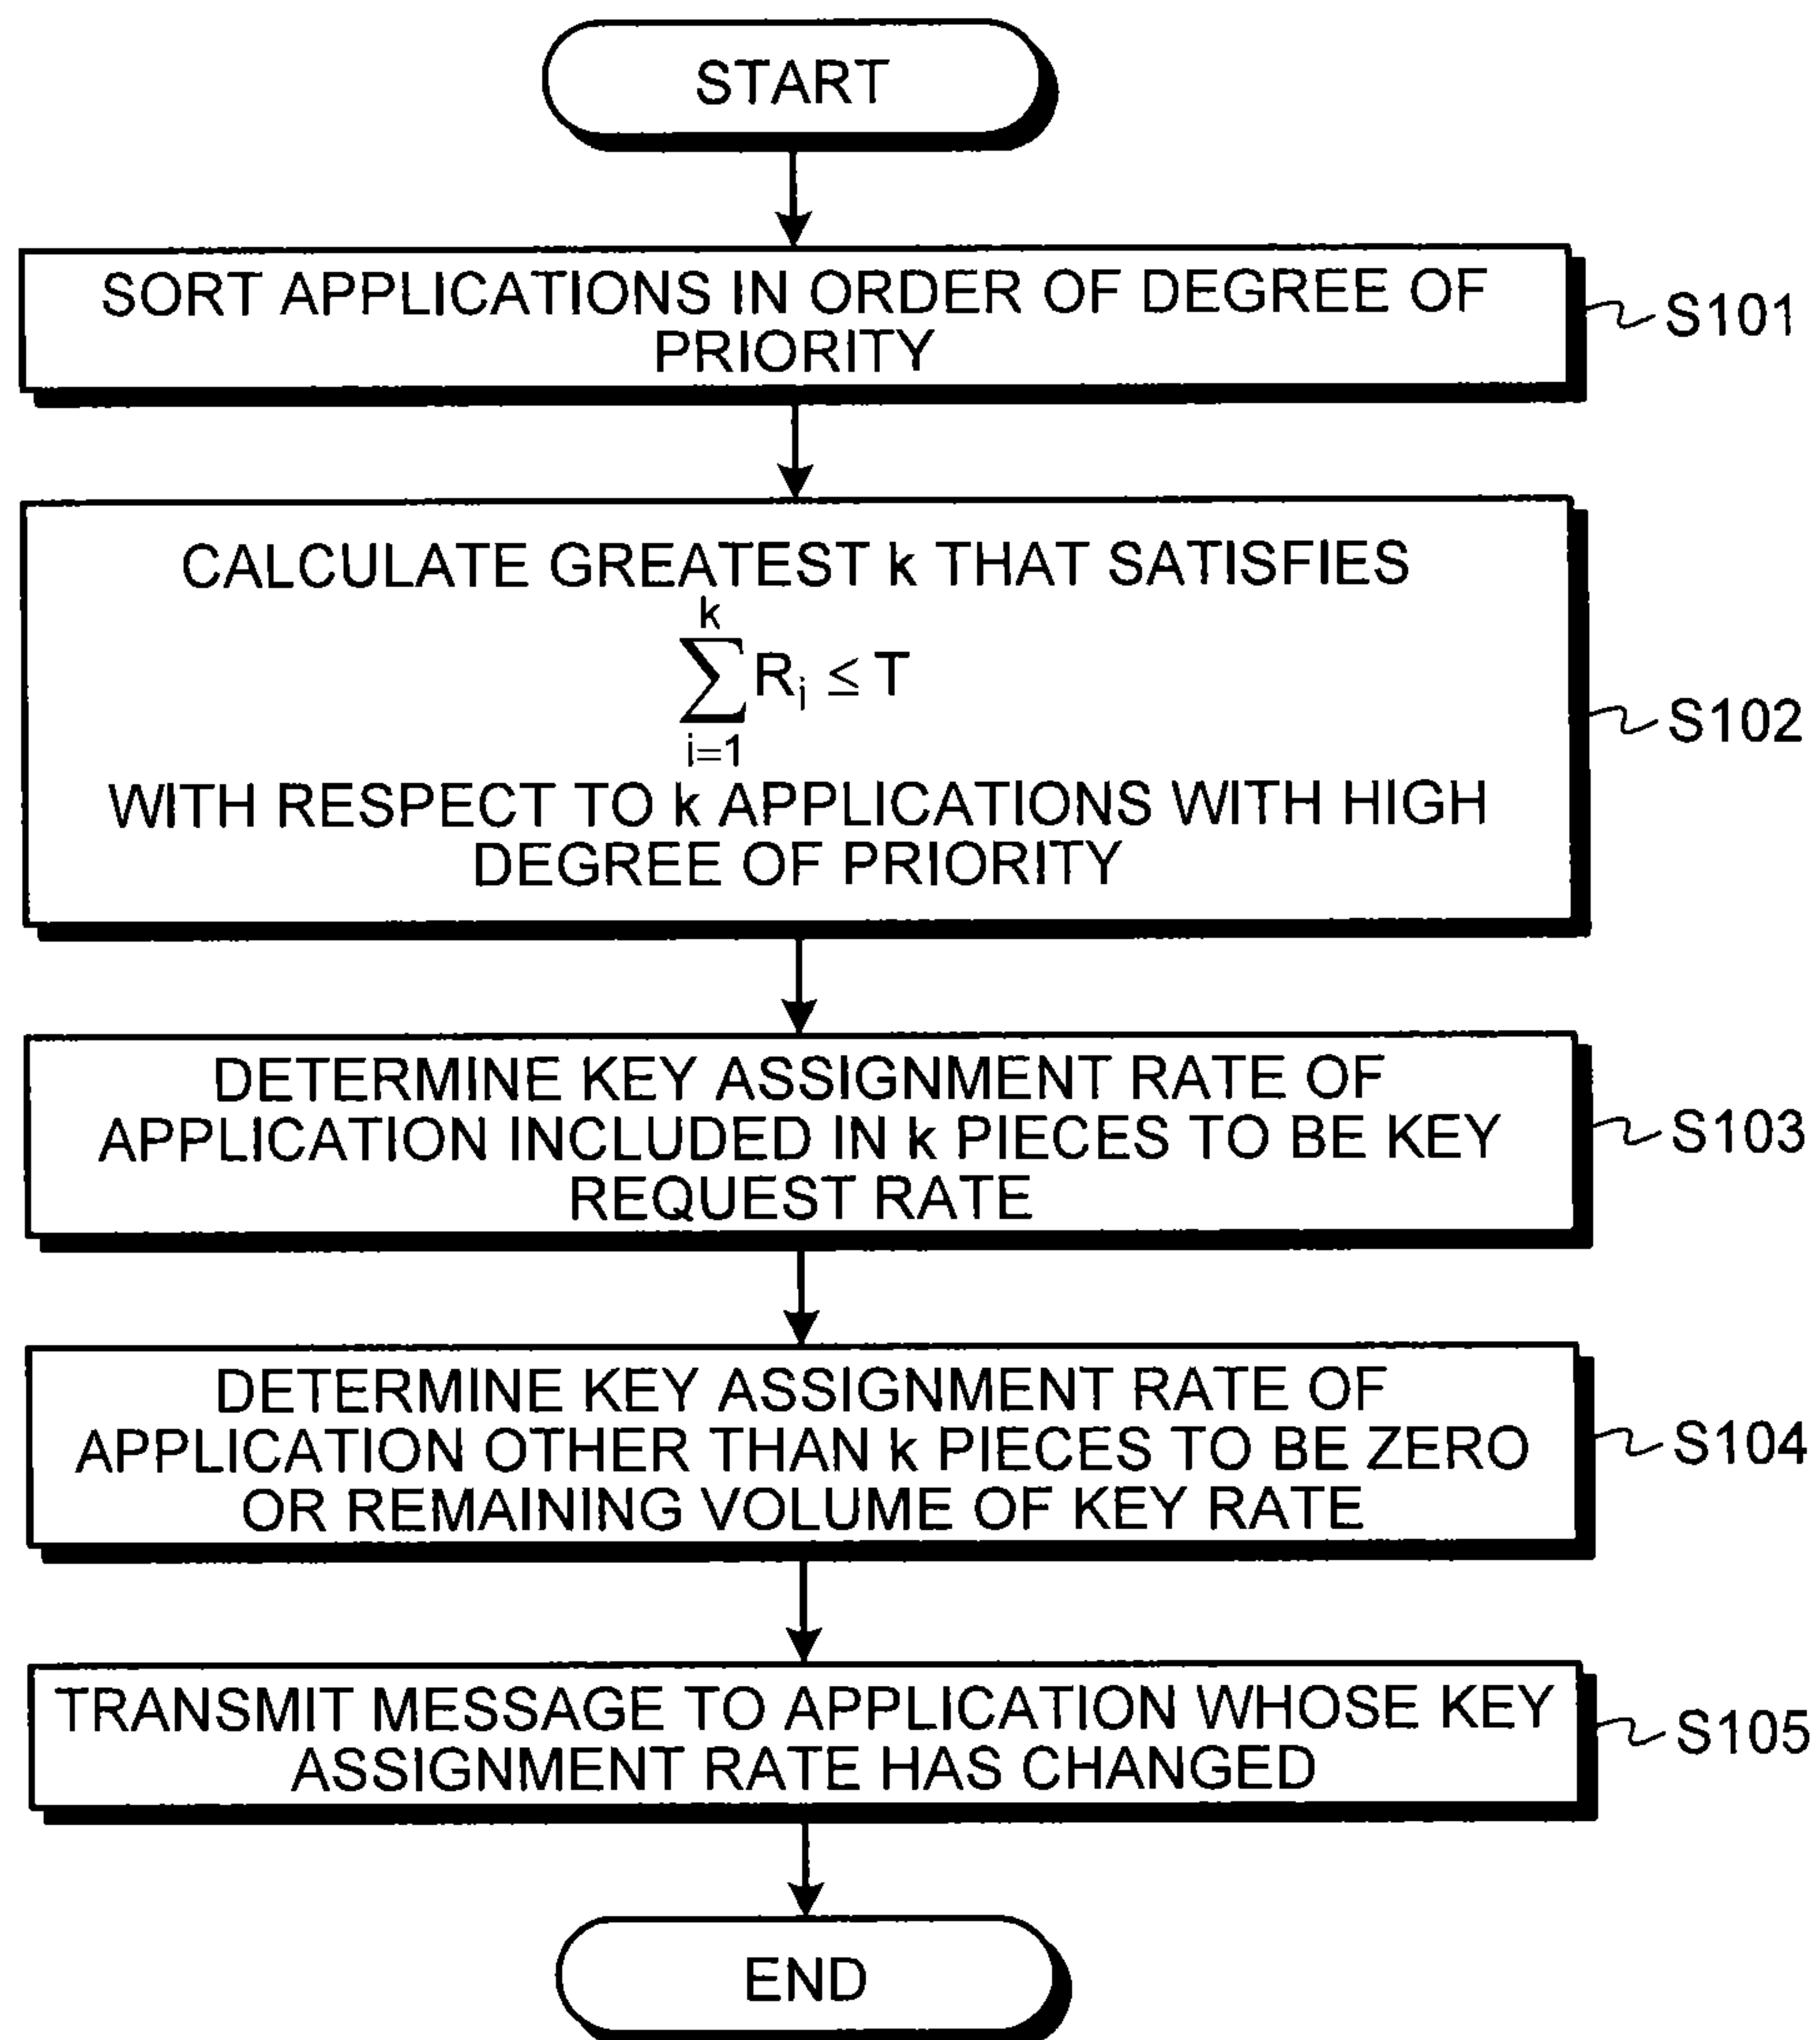 START
SORT APPLICATIONS IN ORDER OF DEGREE OF
PRIORITY
S101
CALCULATE GREATEST k THAT SATISFIES
k
∑ Ri ≤ T
i=1
WITH RESPECT TO k APPLICATIONS WITH HIGH
DEGREE OF PRIORITY
S102
DETERMINE KEY ASSIGNMENT RATE OF
APPLICATION INCLUDED IN k PIECES TO BE KEY
REQUEST RATE
S103
DETERMINE KEY ASSIGNMENT RATE OF
APPLICATION OTHER THAN k PIECES TO BE ZERO
OR REMAINING VOLUME OF KEY RATE
S104
TRANSMIT MESSAGE TO APPLICATION WHOSE KEY
ASSIGNMENT RATE HAS CHANGED
S105
END